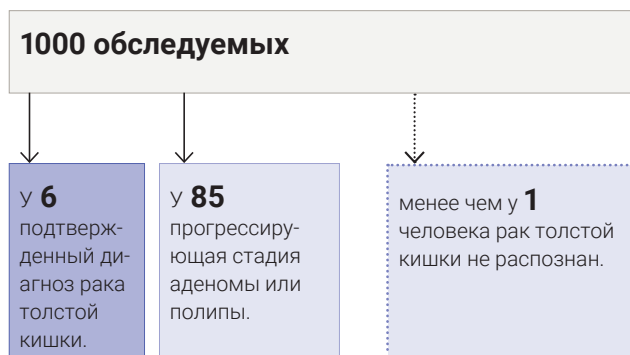 1000 обследуемых
У 6
подтверж-
денный ди-
агноз рака
толстой
кишки.
У 85
прогрессиру-
ющая стадия
аденомы или
полипы.
менее чем у 1
человека рак толстой
кишки не распознан.